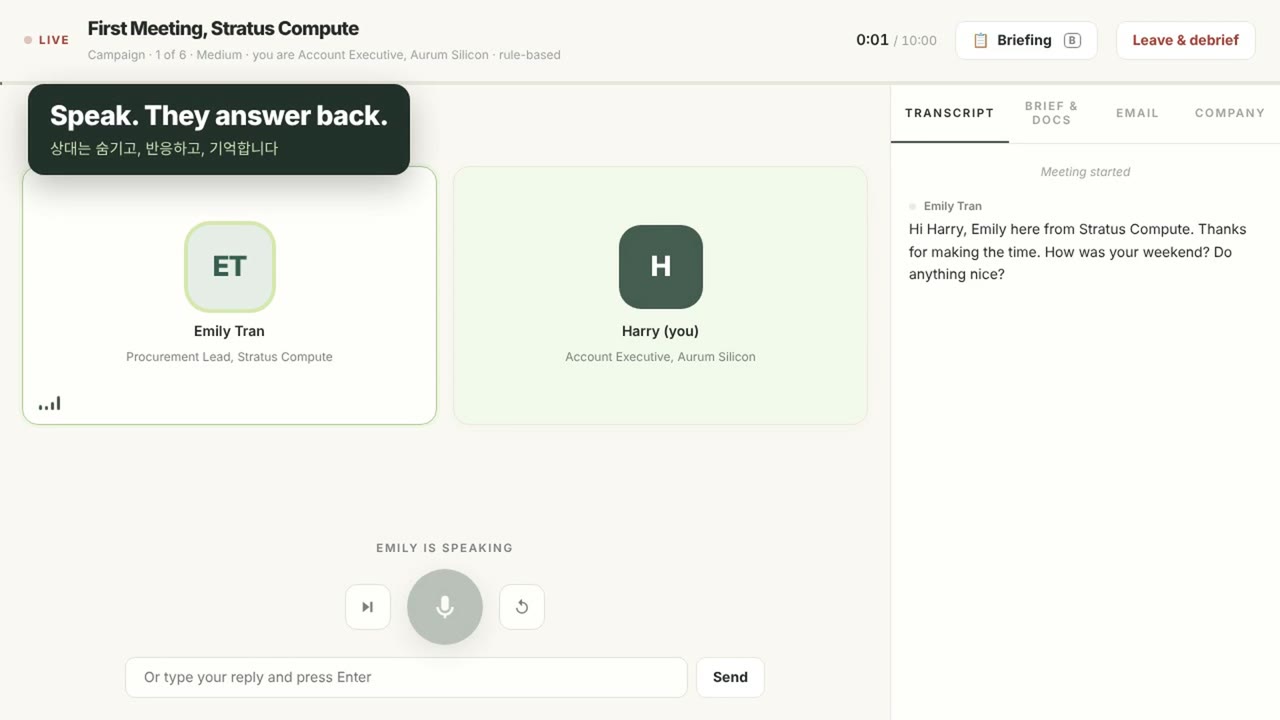 LIVE
First Meeting, Stratus Compute
Campaign · 1 of 6 · Medium · you are Account Executive, Aurum Silicon · rule-based
0:01 / 10:00
Briefing B
Leave & debrief
Speak. They answer back.
상대는 숨기고, 반응하고, 기억합니다
ET
Emily Tran
Procurement Lead, Stratus Compute
H
Harry (you)
Account Executive, Aurum Silicon
EMILY IS SPEAKING
Or type your reply and press Enter
Send
TRANSCRIPT
BRIEF &
DOCS
EMAIL
COMPANY
Meeting started
Emily Tran
Hi Harry, Emily here from Stratus Compute. Thanks
for making the time. How was your weekend? Do
anything nice?